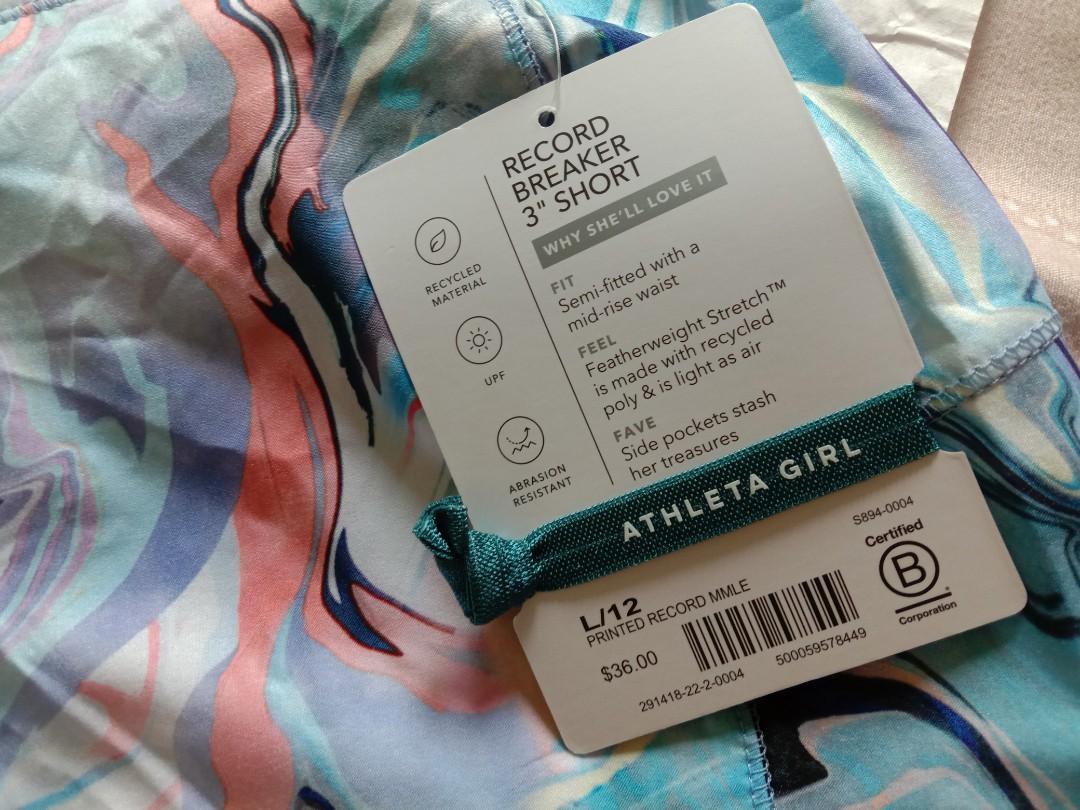 RECORD
BREAKER
3" SHORT
WHY SHE'LL LOVE IT
RECYCLED
MATERIAL
UPF
ABRASION
RESISTANT
FIT
Semi-fitted with a
mid-rise waist
FEEL
Featherweight Stretch™
is made with recycled
poly & is light as air
FAVE
Side pockets stash
her treasures
ATHLETA GIRL
S894-0004
Certified
B
Corporation
L/12
PRINTED RECORD MMLE
$36.00
500059578449
291418-22-2-0004